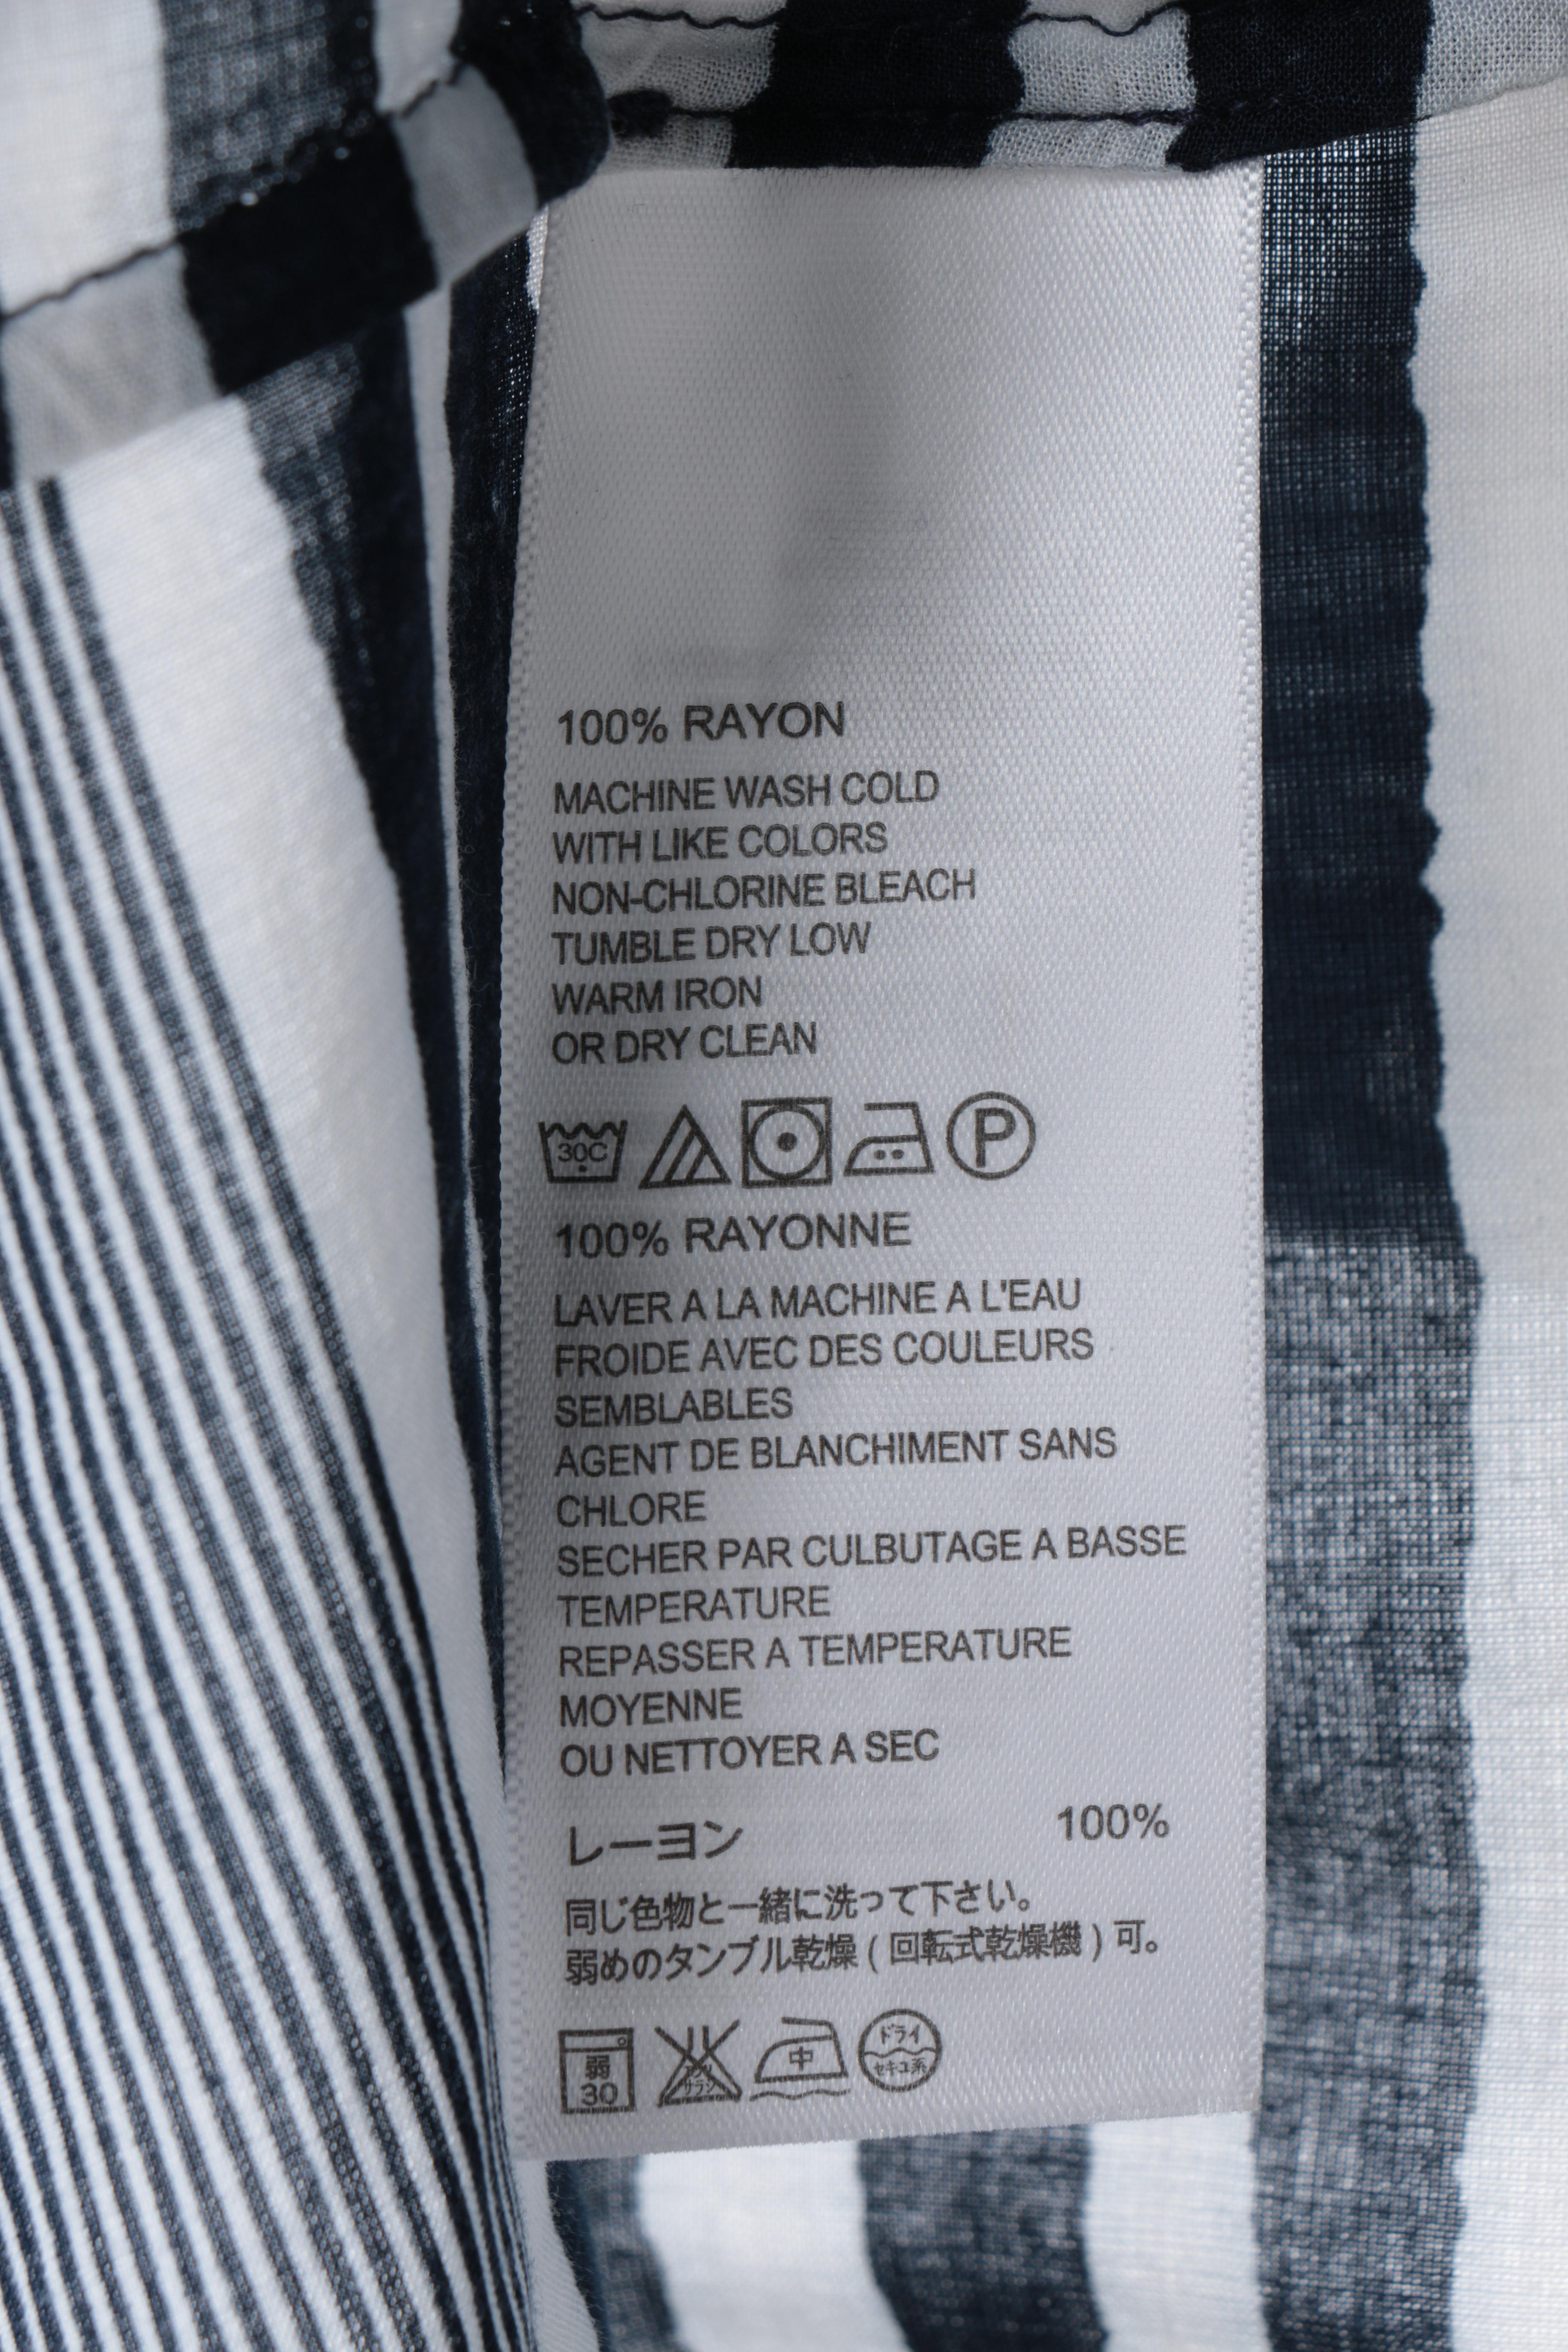 100% RAYON
MACHINE WASH COLD
WITH LIKE COLORS
NON-CHLORINE BLEACH
TUMBLE DRY LOW
WARM IRON
OR DRY CLEAN
30C P
100% RAYONNE
LAVER A LA MACHINE A L'EAU
FROIDE AVEC DES COULEURS
SEMBLABLES
AGENT DE BLANCHIMENT SANS
CHLORE
SECHER PAR CULBUTAGE A BASSE
TEMPERATURE
REPASSER A TEMPERATURE
MOYENNE
OU NETTOYER A SEC
レーヨン 100%
同じ色物と一緒に洗って下さい。
弱めのタンブル乾燥 ( 回転式乾燥機 ) 可。
弱 中 ドライ
30 サラシ セキユ系